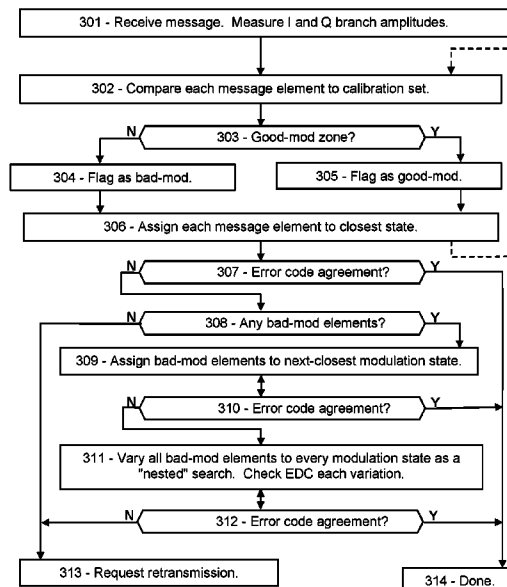 301 - Receive message. Measure I and Q branch amplitudes.
302 - Compare each message element to calibration set.
N
303 - Good-mod zone?
Y
304 - Flag as bad-mod.
305 - Flag as good-mod.
306 - Assign each message element to closest state.
N
307 - Error code agreement?
Y
N
308 - Any bad-mod elements?
Y
309 - Assign bad-mod elements to next-closest modulation state.
N
310 - Error code agreement?
Y
311 - Vary all bad-mod elements to every modulation state as a
"nested" search. Check EDC each variation.
N
312 - Error code agreement?
Y
313 - Request retransmission.
314 - Done.